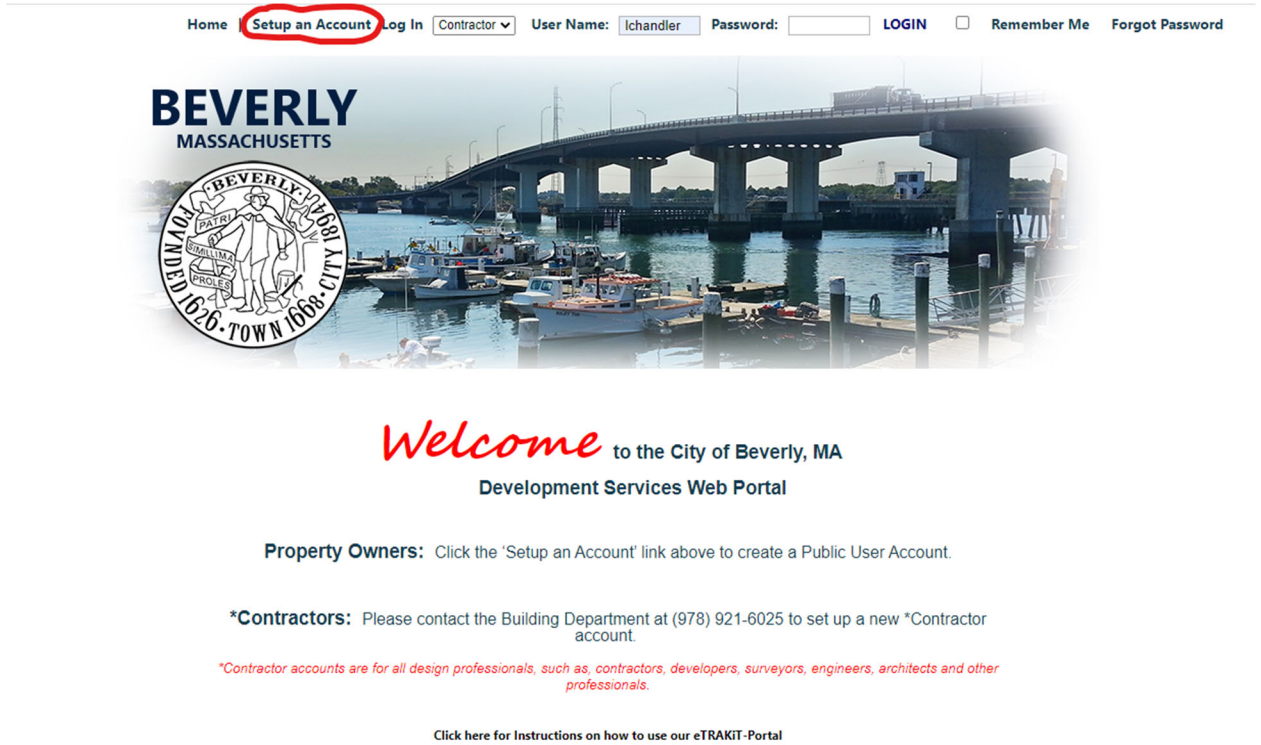 Home | Setup an Account Log In Contractor User Name: lchandler Password: LOGIN Remember Me Forgot Password
BEVERLY
MASSACHUSETTS
BEVERLY
CITY 1894
FOVNDED 1626 · TOWN 1668 ·
PATRI
SIMILLIMA
PROLES
Welcome to the City of Beverly, MA
Development Services Web Portal
Property Owners: Click the ‘Setup an Account’ link above to create a Public User Account.
*Contractors: Please contact the Building Department at (978) 921-6025 to set up a new *Contractor
account.
*Contractor accounts are for all design professionals, such as, contractors, developers, surveyors, engineers, architects and other
professionals.
Click here for Instructions on how to use our eTRAKiT-Portal